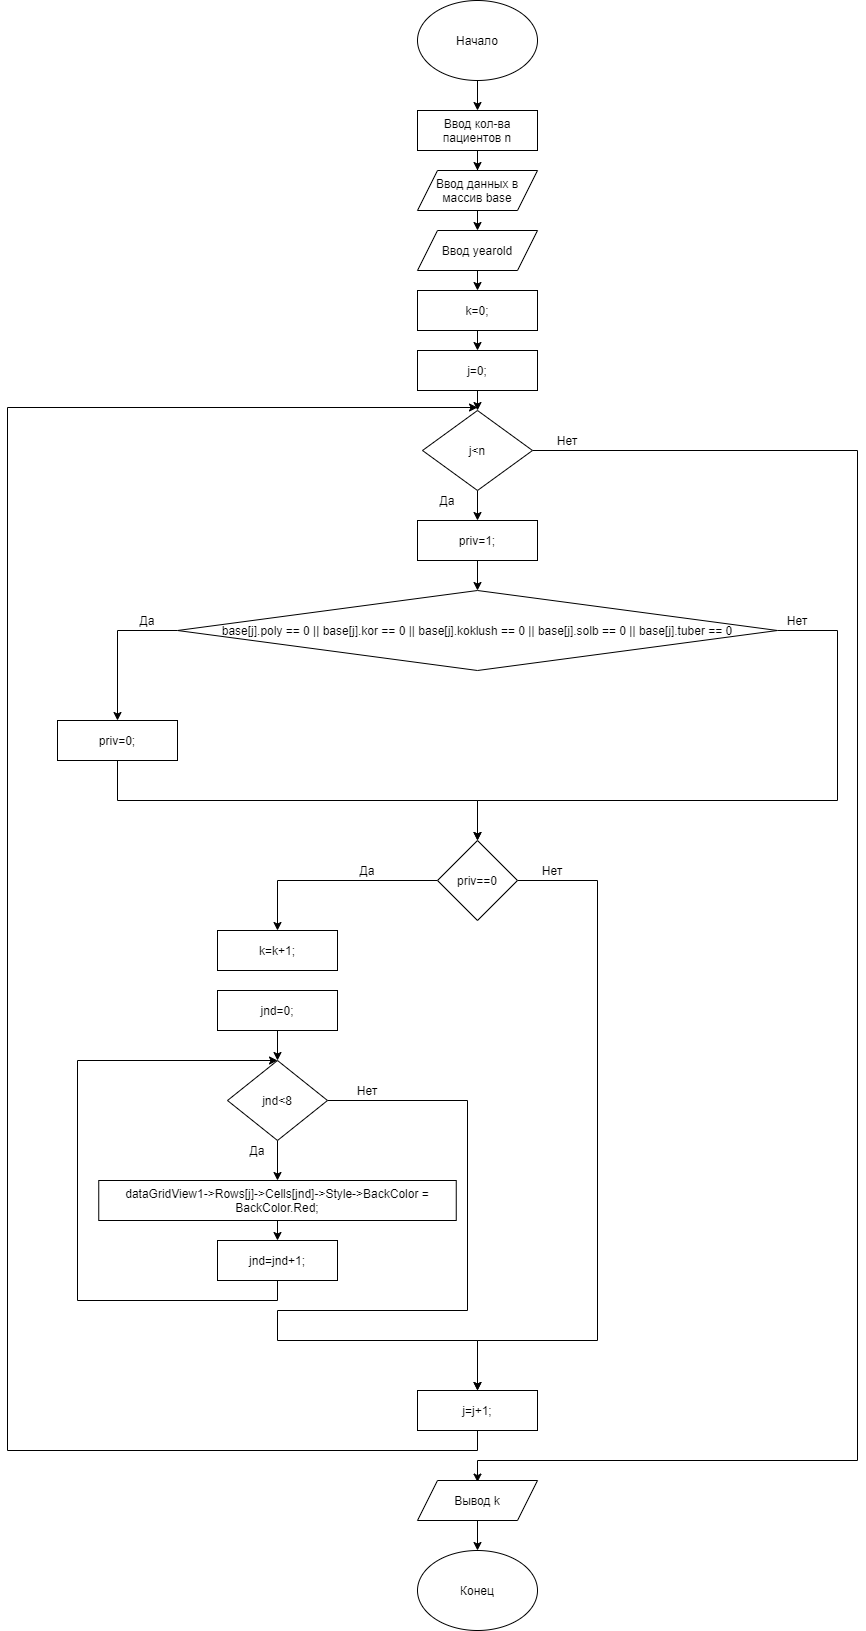 Начало
Ввод кол-ва
пациентов n
Ввод данных в
массив base
Ввод yearold
k=0;
j=0;
j<n
Нет
Да
priv=1;
Да
base[j].poly == 0 || base[j].kor == 0 || base[j].koklush == 0 || base[j].solb == 0 || base[j].tuber == 0
Нет
priv=0;
Да
priv==0
Нет
k=k+1;
jnd=0;
jnd<8
Нет
Да
dataGridView1->Rows[j]->Cells[jnd]->Style->BackColor =
BackColor.Red;
jnd=jnd+1;
j=j+1;
Вывод k
Конец